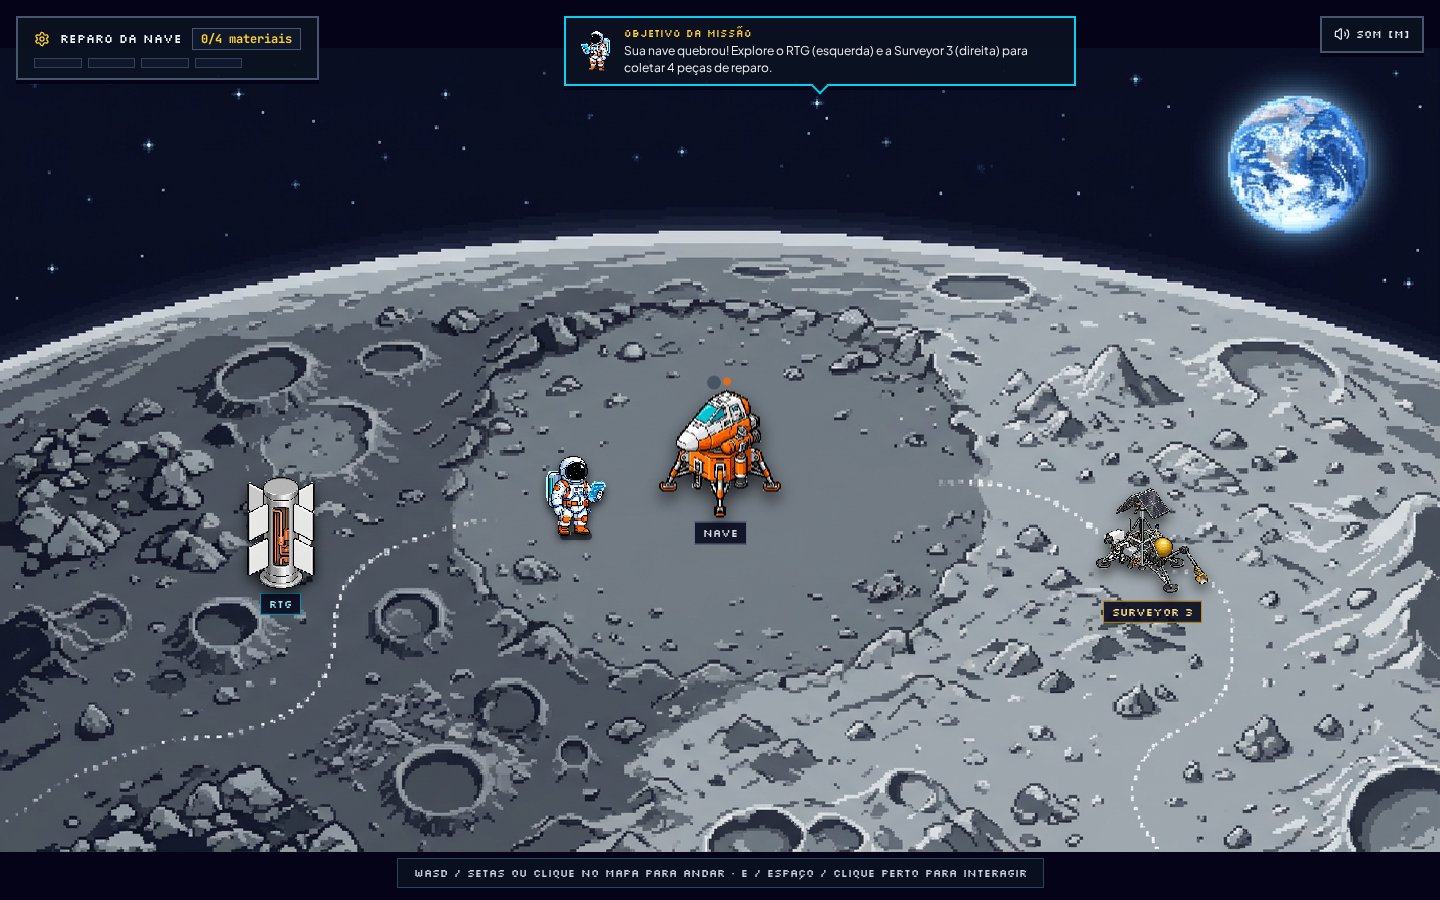 REPARO DA NAVE 0/4 materiais
OBJETIVO DA MISSÃO
Sua nave quebrou! Explore o RTG (esquerda) e a Surveyor 3 (direita) para
coletar 4 peças de reparo.
SOM [M]
NAVE
RTG
SURVEYOR 3
WASD / SETAS OU CLIQUE NO MAPA PARA ANDAR · E / ESPAÇO / CLIQUE PERTO PARA INTERAGIR